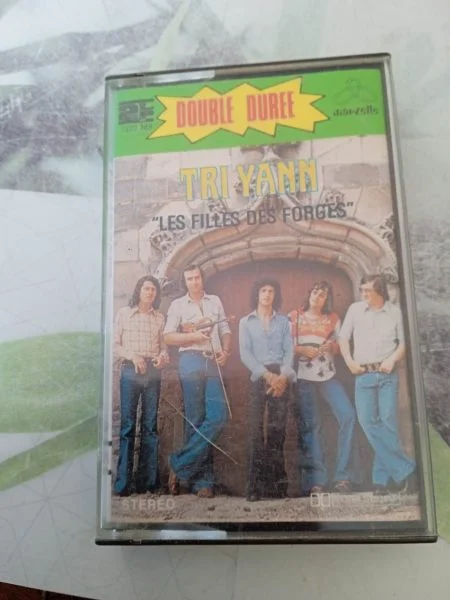 DOUBLE DUREE
TRI YANN
"LES FILLES DES FORGES"
STEREO